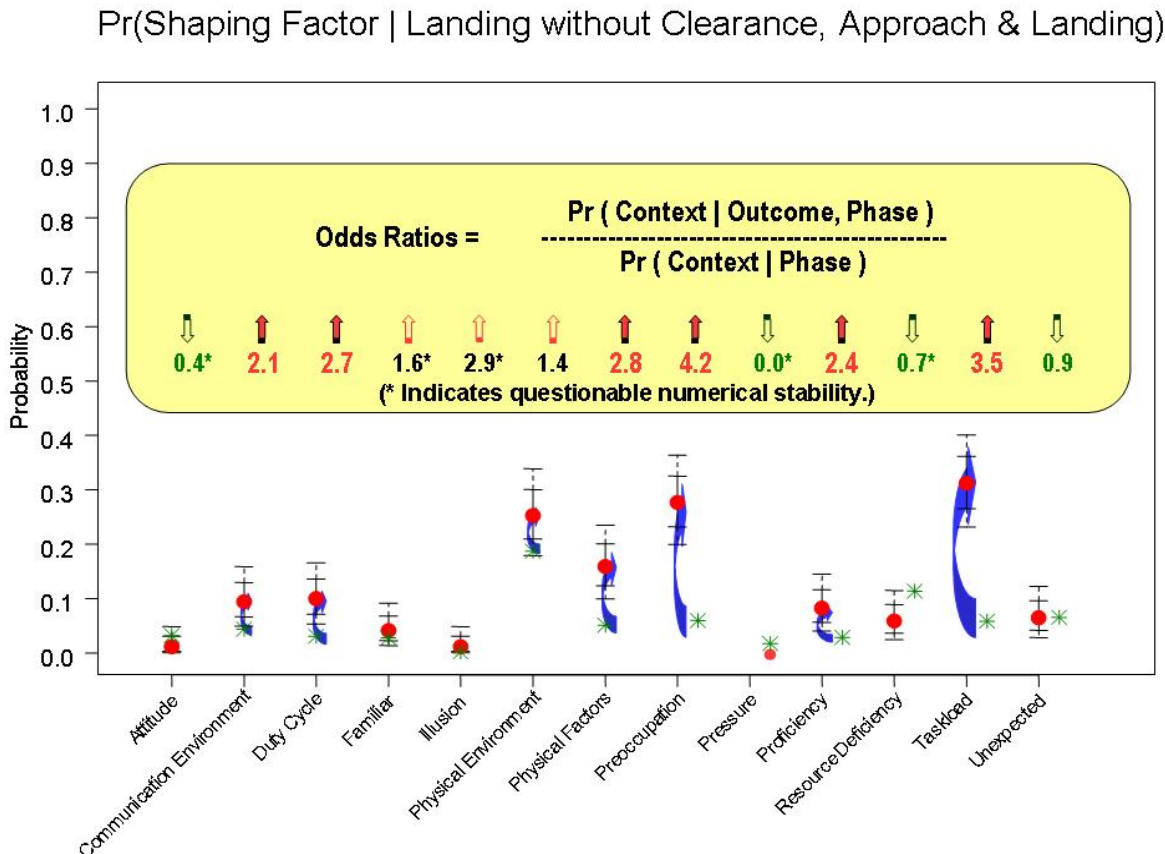 Pr(Shaping Factor | Landing without Clearance, Approach & Landing)
Probability
1.0
0.9
0.8
0.7
0.6
0.5
0.4
0.3
0.2
0.1
0.0
Pr ( Context | Outcome, Phase )
Odds Ratios = ----------------------------------------------
Pr ( Context | Phase )
0.4* 2.1 2.7 1.6* 2.9* 1.4 2.8 4.2 0.0* 2.4 0.7* 3.5 0.9
(* Indicates questionable numerical stability.)
Attitude
Communication Environment
Duty Cycle
Familiar
Illusion
Physical Environment
Physical Factors
Preoccupation
Pressure
Proficiency
Resource Deficiency
Taskload
Unexpected